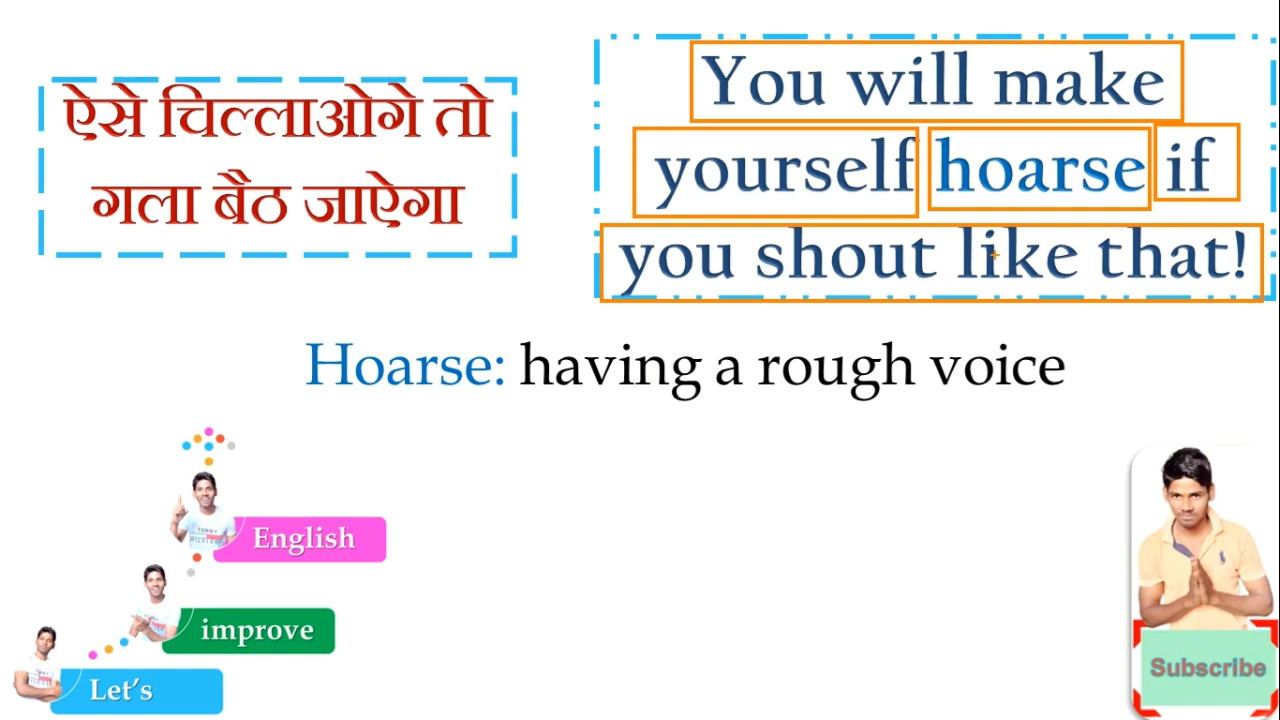 ऐसे चिल्लाओगे तो
गला बैठ जाऐगा
You will make
yourself hoarse if
you shout like that!
Hoarse: having a rough voice
English
improve
Let's
Subscribe